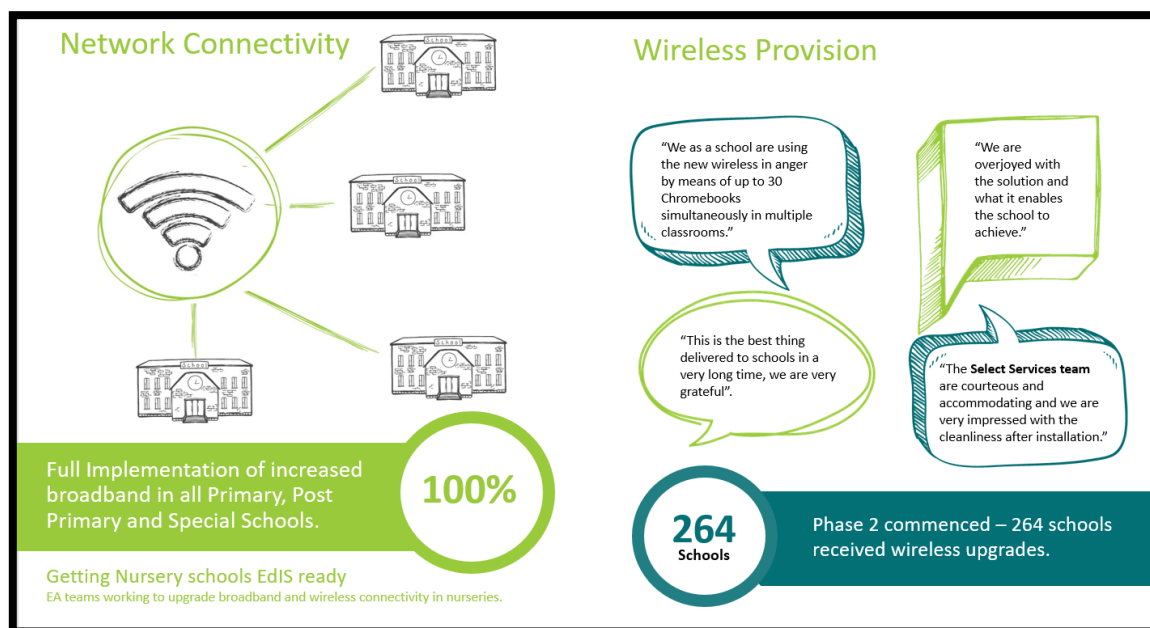 Network Connectivity
School
School
School
School
Full Implementation of increased
broadband in all Primary, Post
Primary and Special Schools.
100%
Getting Nursery schools EdIS ready
EA teams working to upgrade broadband and wireless connectivity in nurseries.
Wireless Provision
“We as a school are using
the new wireless in anger
by means of up to 30
Chromebooks
simultaneously in multiple
classrooms.”
“We are
overjoyed with
the solution and
what it enables
the school to
achieve.”
“This is the best thing
delivered to schools in a
very long time, we are very
grateful”.
“The Select Services team
are courteous and
accommodating and we are
very impressed with the
cleanliness after installation.”
264
Schools
Phase 2 commenced – 264 schools
received wireless upgrades.